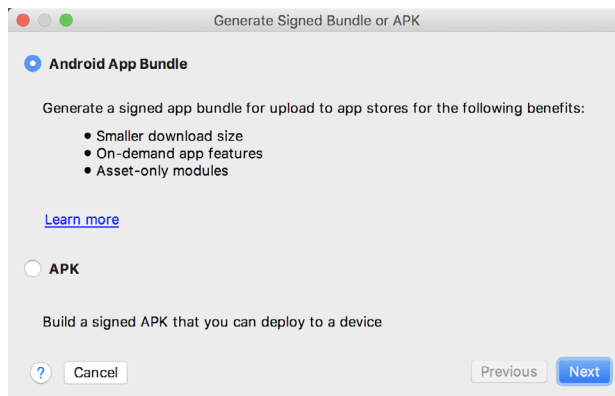 Generate Signed Bundle or APK
Android App Bundle
Generate a signed app bundle for upload to app stores for the following benefits:
• Smaller download size
• On-demand app features
• Asset-only modules
Learn more
APK
Build a signed APK that you can deploy to a device
? Cancel Previous Next